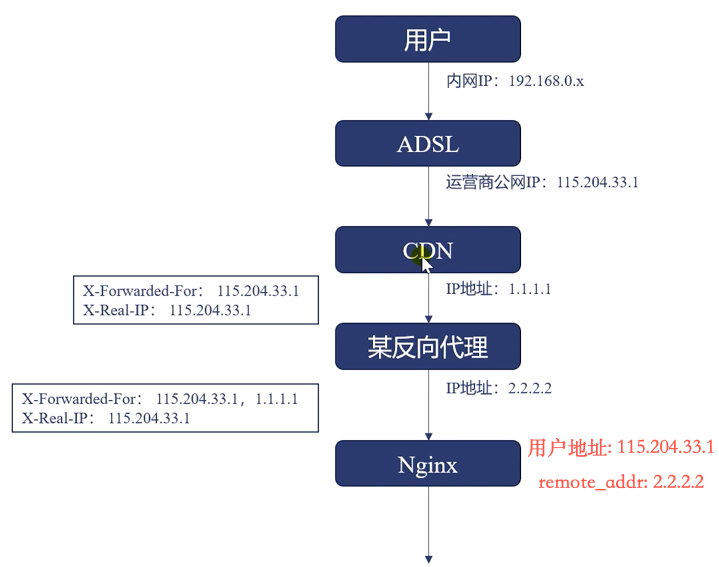 用户
内网IP：192.168.0.x
ADSL
运营商公网IP：115.204.33.1
CDN
IP地址：1.1.1.1
X-Forwarded-For： 115.204.33.1
X-Real-IP： 115.204.33.1
某反向代理
IP地址：2.2.2.2
X-Forwarded-For： 115.204.33.1，1.1.1.1
X-Real-IP： 115.204.33.1
Nginx
用户地址: 115.204.33.1
remote_addr: 2.2.2.2